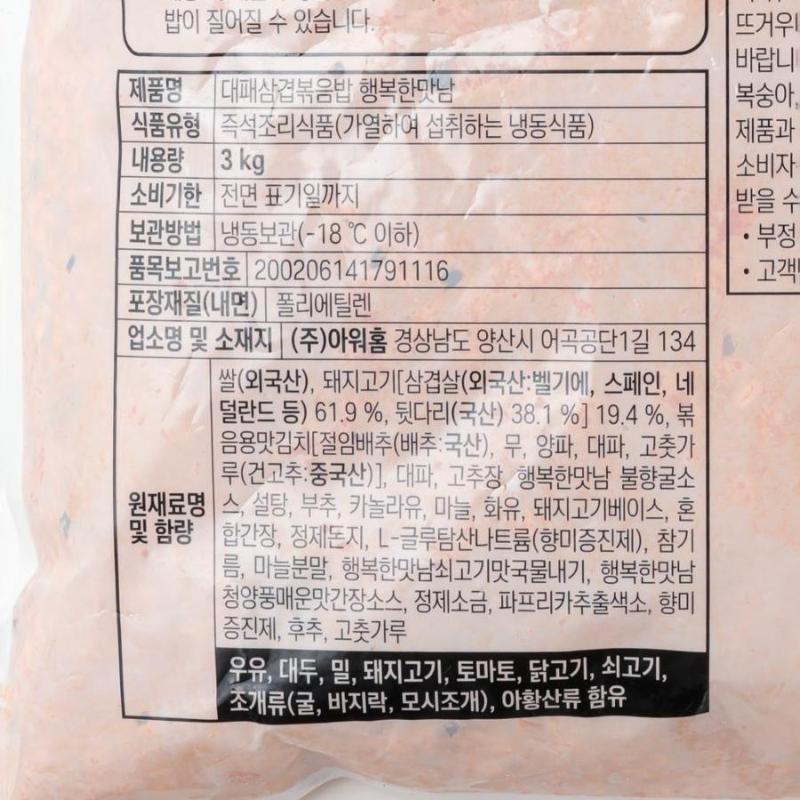 밥이 질어질 수 있습니다.
제품명 대패삼겹볶음밥 행복한맛남
식품유형 즉석조리식품(가열하여 섭취하는 냉동식품)
내용량 3 kg
소비기한 전면 표기일까지
보관방법 냉동보관(-18 ℃ 이하)
품목보고번호 200206141791116
포장재질(내면) 폴리에틸렌
업소명 및 소재지 (주)아워홈 경상남도 양산시 어곡공단1길 134
원재료명
및 함량
쌀(외국산), 돼지고기[삼겹살(외국산:벨기에, 스페인, 네
덜란드 등) 61.9 %, 뒷다리(국산) 38.1 %] 19.4 %, 볶
음용맛김치[절임배추(배추:국산), 무, 양파, 대파, 고춧가
루(건고추:중국산)], 대파, 고추장, 행복한맛남 불향굴소
스, 설탕, 부추, 카놀라유, 마늘, 화유, 돼지고기베이스, 혼
합간장, 정제돈지, L-글루탐산나트륨(향미증진제), 참기
름, 마늘분말, 행복한맛남쇠고기맛국물내기, 행복한맛남
청양풍매운맛간장소스, 정제소금, 파프리카추출색소, 향미
증진제, 후추, 고춧가루
우유, 대두, 밀, 돼지고기, 토마토, 닭고기, 쇠고기,
조개류(굴, 바지락, 모시조개), 아황산류 함유
뜨거우니
바랍니
복숭아,
제품과
소비자
받을 수
• 부정
• 고객